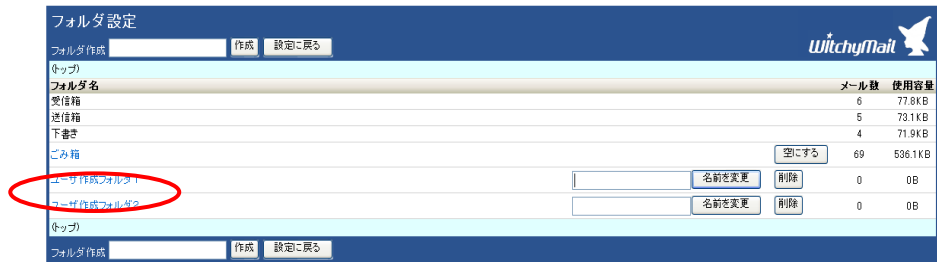 フォルダ設定
フォルダ作成 作成 設定に戻る WitchyMail
(トップ)
フォルダ名 メール数 使用容量
受信箱 6 77.8KB
送信箱 5 73.1KB
下書き 4 71.9KB
ごみ箱 空にする 69 536.1KB
ユーザ作成フォルダ1 名前を変更 削除 0 0B
ユーザ作成フォルダ2 名前を変更 削除 0 0B
(トップ)
フォルダ作成 作成 設定に戻る